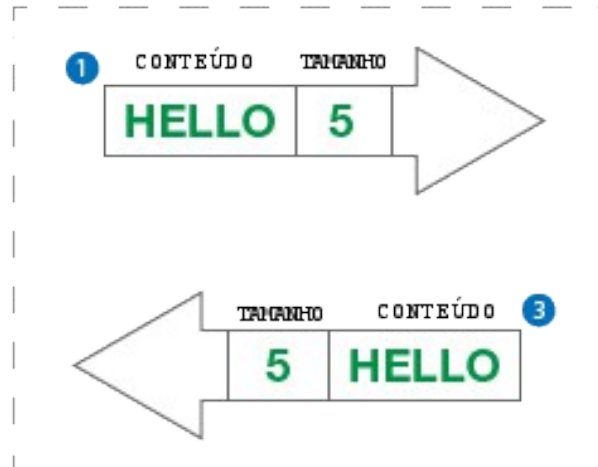 1 CONTEÚDO TAMANHO
HELLO 5
TAMANHO CONTEÚDO 3
5 HELLO